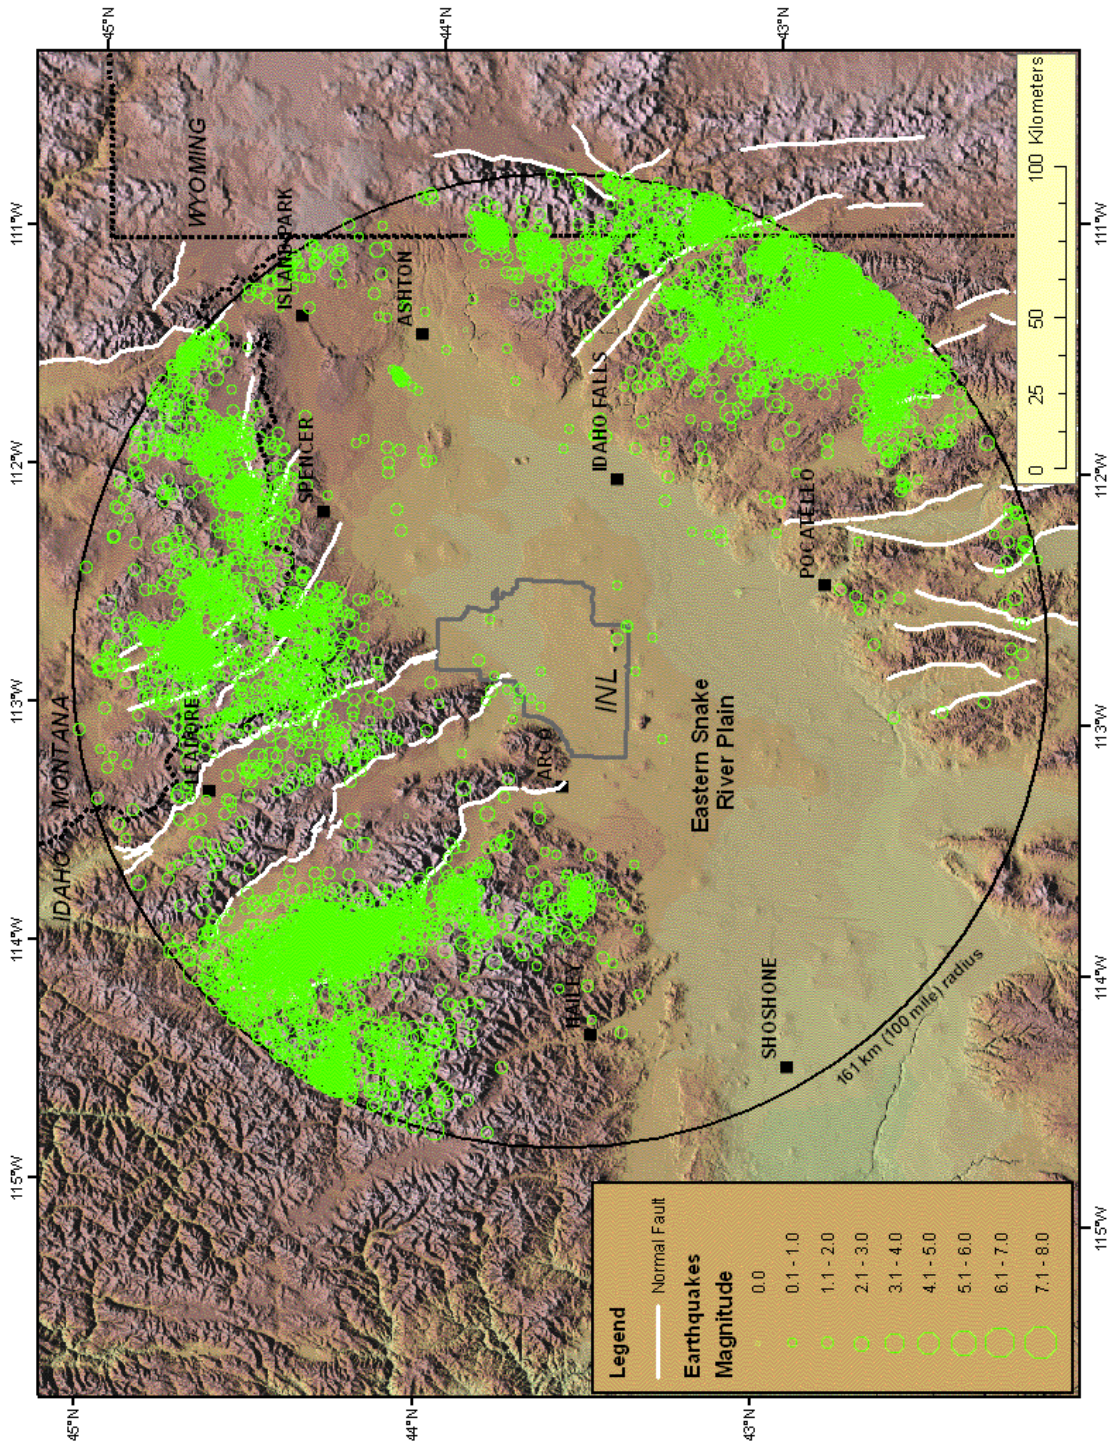 45°N
44°N
43°N
111°W
112°W
113°W
114°W
115°W
111°W
112°W
113°W
114°W
115°W
45°N
44°N
43°N
IDAHO
MONTANA
WYOMING
ISLAND PARK
ASHTON
SPENCER
LEADORE
IDAHO FALLS
POCATELLO
ARCO
INL
HAILEY
SHOSHONE
Eastern Snake
River Plain
161 km (100 mile) radius
0 25 50 100 Kilometers
Legend
Normal Fault
Earthquakes
Magnitude
0.0
0.1 - 1.0
1.1 - 2.0
2.1 - 3.0
3.1 - 4.0
4.1 - 5.0
5.1 - 6.0
6.1 - 7.0
7.1 - 8.0